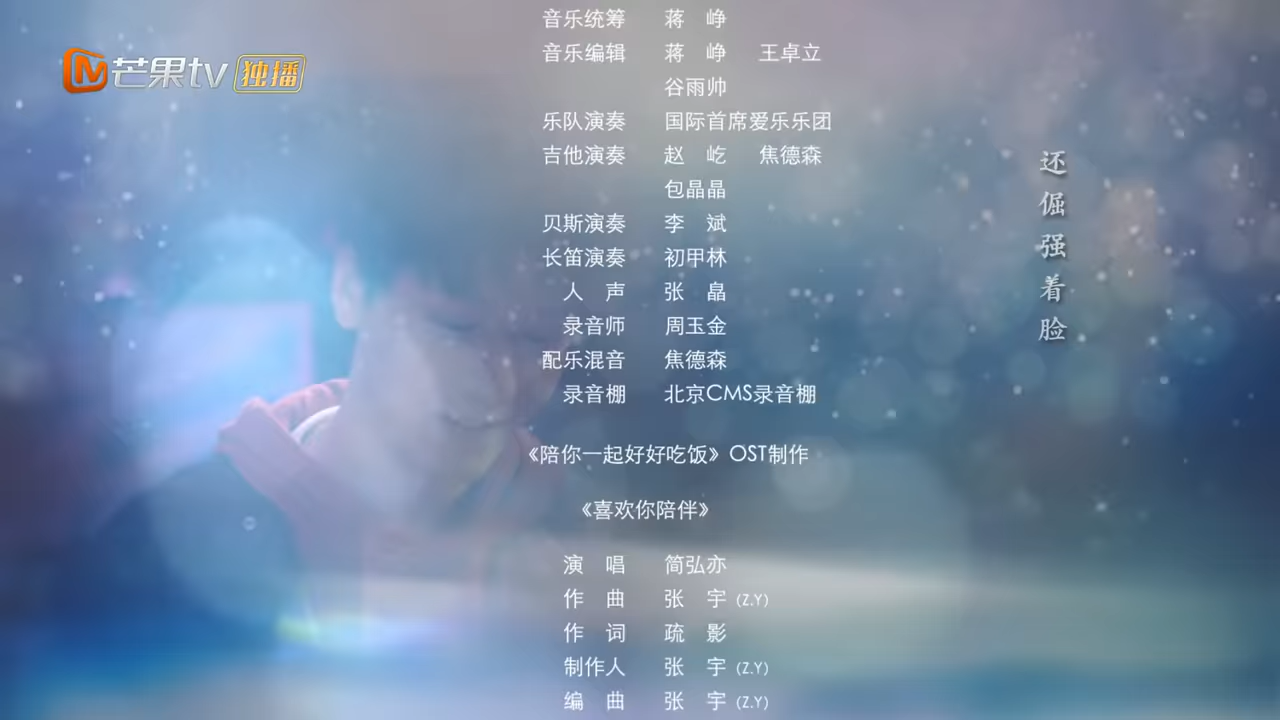 芒果tv 独播
音乐统筹 蒋 峥
音乐编辑 蒋 峥 王卓立
谷雨帅
乐队演奏 国际首席爱乐乐团
吉他演奏 赵 屹 焦德森
包晶晶
贝斯演奏 李 斌
长笛演奏 初甲林
人 声 张 皛
录音师 周玉金
配乐混音 焦德森
录音棚 北京CMS录音棚
《陪你一起好好吃饭》OST制作
《喜欢你陪伴》
演 唱 简弘亦
作 曲 张 宇 (Z.Y)
作 词 疏 影
制作人 张 宇 (Z.Y)
编 曲 张 宇 (Z.Y)
还倔强着脸